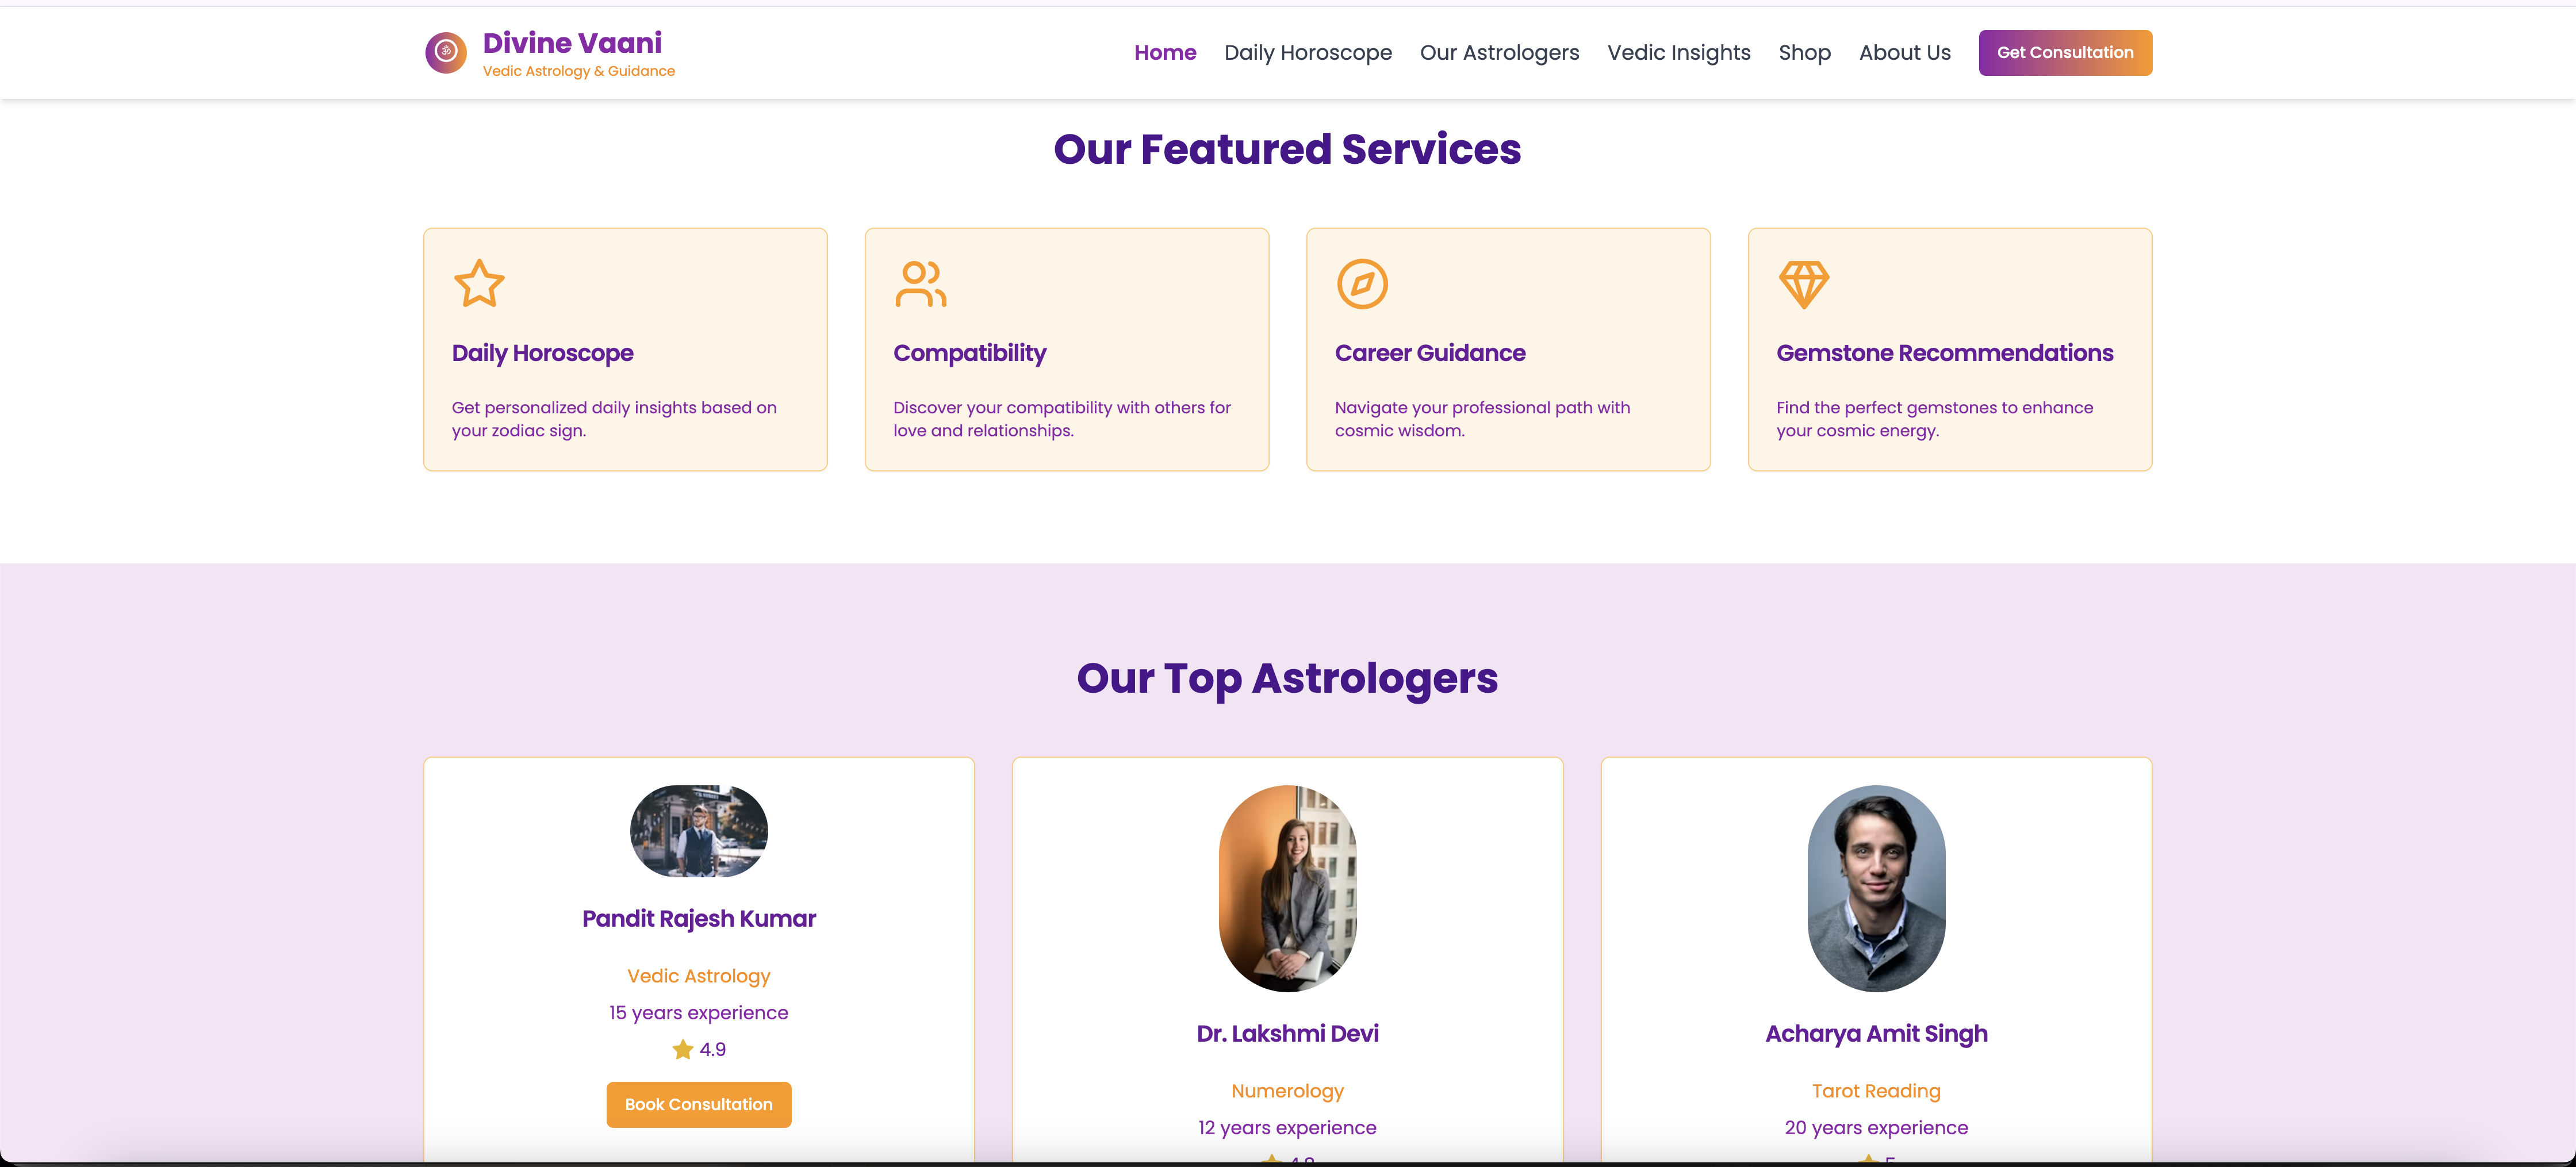 ॐ
Divine Vaani
Vedic Astrology & Guidance
Home
Daily Horoscope
Our Astrologers
Vedic Insights
Shop
About Us
Get Consultation
Our Featured Services
Daily Horoscope
Get personalized daily insights based on
your zodiac sign.
Compatibility
Discover your compatibility with others for
love and relationships.
Career Guidance
Navigate your professional path with
cosmic wisdom.
Gemstone Recommendations
Find the perfect gemstones to enhance
your cosmic energy.
Our Top Astrologers
Pandit Rajesh Kumar
Vedic Astrology
15 years experience
4.9
Book Consultation
Dr. Lakshmi Devi
Numerology
12 years experience
Acharya Amit Singh
Tarot Reading
20 years experience